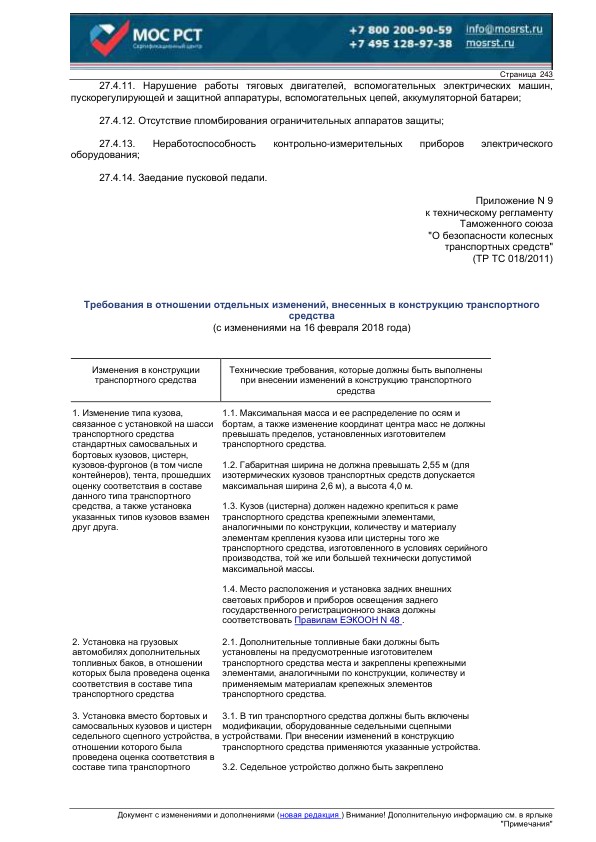 МОС РСТ
Сертификационный центр
+7 800 200-90-59
+7 495 128-97-38
info@mosrst.ru
mosrst.ru
Страница 243
27.4.11. Нарушение работы тяговых двигателей, вспомогательных электрических машин,
пускорегулирующей и защитной аппаратуры, вспомогательных цепей, аккумуляторной батареи;
27.4.12. Отсутствие пломбирования ограничительных аппаратов защиты;
27.4.13. Неработоспособность контрольно-измерительных приборов электрического
оборудования;
27.4.14. Заедание пусковой педали.
Приложение N 9
к техническому регламенту
Таможенного союза
"О безопасности колесных
транспортных средств"
(ТР ТС 018/2011)
Требования в отношении отдельных изменений, внесенных в конструкцию транспортного
средства
(с изменениями на 16 февраля 2018 года)
Изменения в конструкции
транспортного средства
Технические требования, которые должны быть выполнены
при внесении изменений в конструкцию транспортного
средства
1. Изменение типа кузова,
связанное с установкой на шасси
транспортного средства
стандартных самосвальных и
бортовых кузовов, цистерн,
кузовов-фургонов (в том числе
контейнеров), тента, прошедших
оценку соответствия в составе
данного типа транспортного
средства, а также установка
указанных типов кузовов взамен
друг друга.
1.1. Максимальная масса и ее распределение по осям и
бортам, а также изменение координат центра масс не должны
превышать пределов, установленных изготовителем
транспортного средства.
1.2. Габаритная ширина не должна превышать 2,55 м (для
изотермических кузовов транспортных средств допускается
максимальная ширина 2,6 м), а высота 4,0 м.
1.3. Кузов (цистерна) должен надежно крепиться к раме
транспортного средства крепежными элементами,
аналогичными по конструкции, количеству и материалу
элементам крепления кузова или цистерны того же
транспортного средства, изготовленного в условиях серийного
производства, той же или большей технически допустимой
максимальной массы.
1.4. Место расположения и установка задних внешних
световых приборов и приборов освещения заднего
государственного регистрационного знака должны
соответствовать Правилам ЕЭКООН N 48 .
2. Установка на грузовых
автомобилях дополнительных
топливных баков, в отношении
которых была проведена оценка
соответствия в составе типа
транспортного средства
2.1. Дополнительные топливные баки должны быть
установлены на предусмотренные изготовителем
транспортного средства места и закреплены крепежными
элементами, аналогичными по конструкции, количеству и
применяемым материалам крепежных элементов
транспортного средства.
3. Установка вместо бортовых и
самосвальных кузовов и цистерн
седельного сцепного устройства, в
отношении которого была
проведена оценка соответствия в
составе типа транспортного
3.1. В тип транспортного средства должны быть включены
модификации, оборудованные седельными сцепными
устройствами. При внесении изменений в конструкцию
транспортного средства применяются указанные устройства.
3.2. Седельное устройство должно быть закреплено
Документ с изменениями и дополнениями (новая редакция ) Внимание! Дополнительную информацию см. в ярлыке
"Примечания"